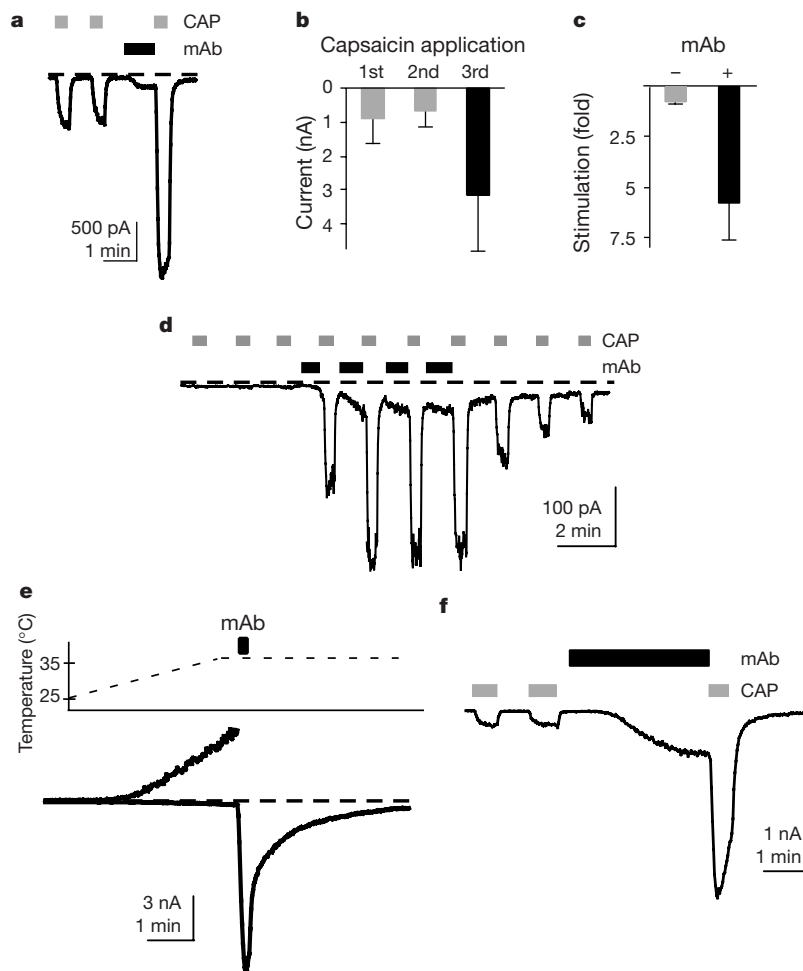 a
CAP
mAb
500 pA
1 min
b
Capsaicin application
1st 2nd 3rd
0
1
2
3
4
Current (nA)
c
mAb
− +
2.5
5
7.5
Stimulation (fold)
d
CAP
mAb
100 pA
2 min
e
mAb
Temperature (°C)
35
25
3 nA
1 min
f
mAb
CAP
1 nA
1 min